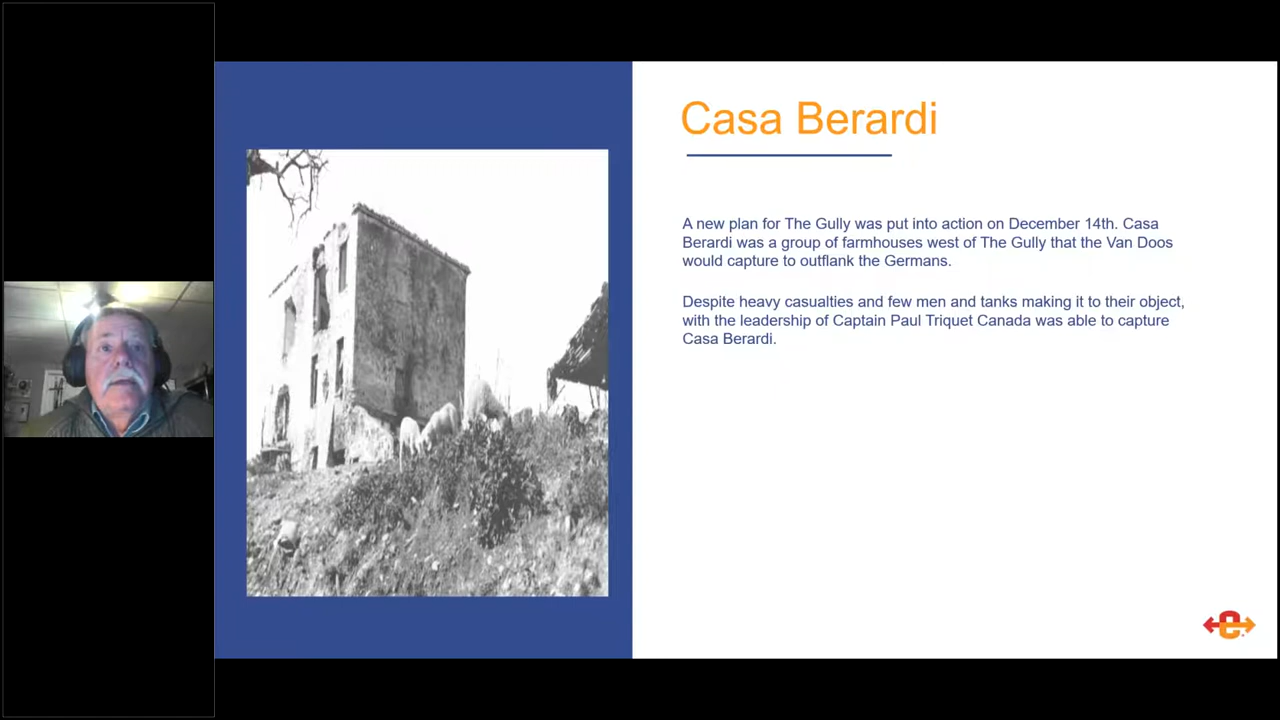 Casa Berardi
A new plan for The Gully was put into action on December 14th. Casa
Berardi was a group of farmhouses west of The Gully that the Van Doos
would capture to outflank the Germans.
Despite heavy casualties and few men and tanks making it to their object,
with the leadership of Captain Paul Triquet Canada was able to capture
Casa Berardi.
e